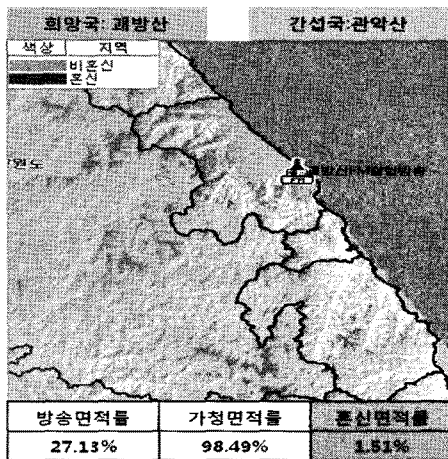 희망국: 괘방산 간섭국:관악산
색상 지역
비혼신
혼신
원도
방송면적률 가청면적률 혼신면적률
27.13% 98.49% 1.51%